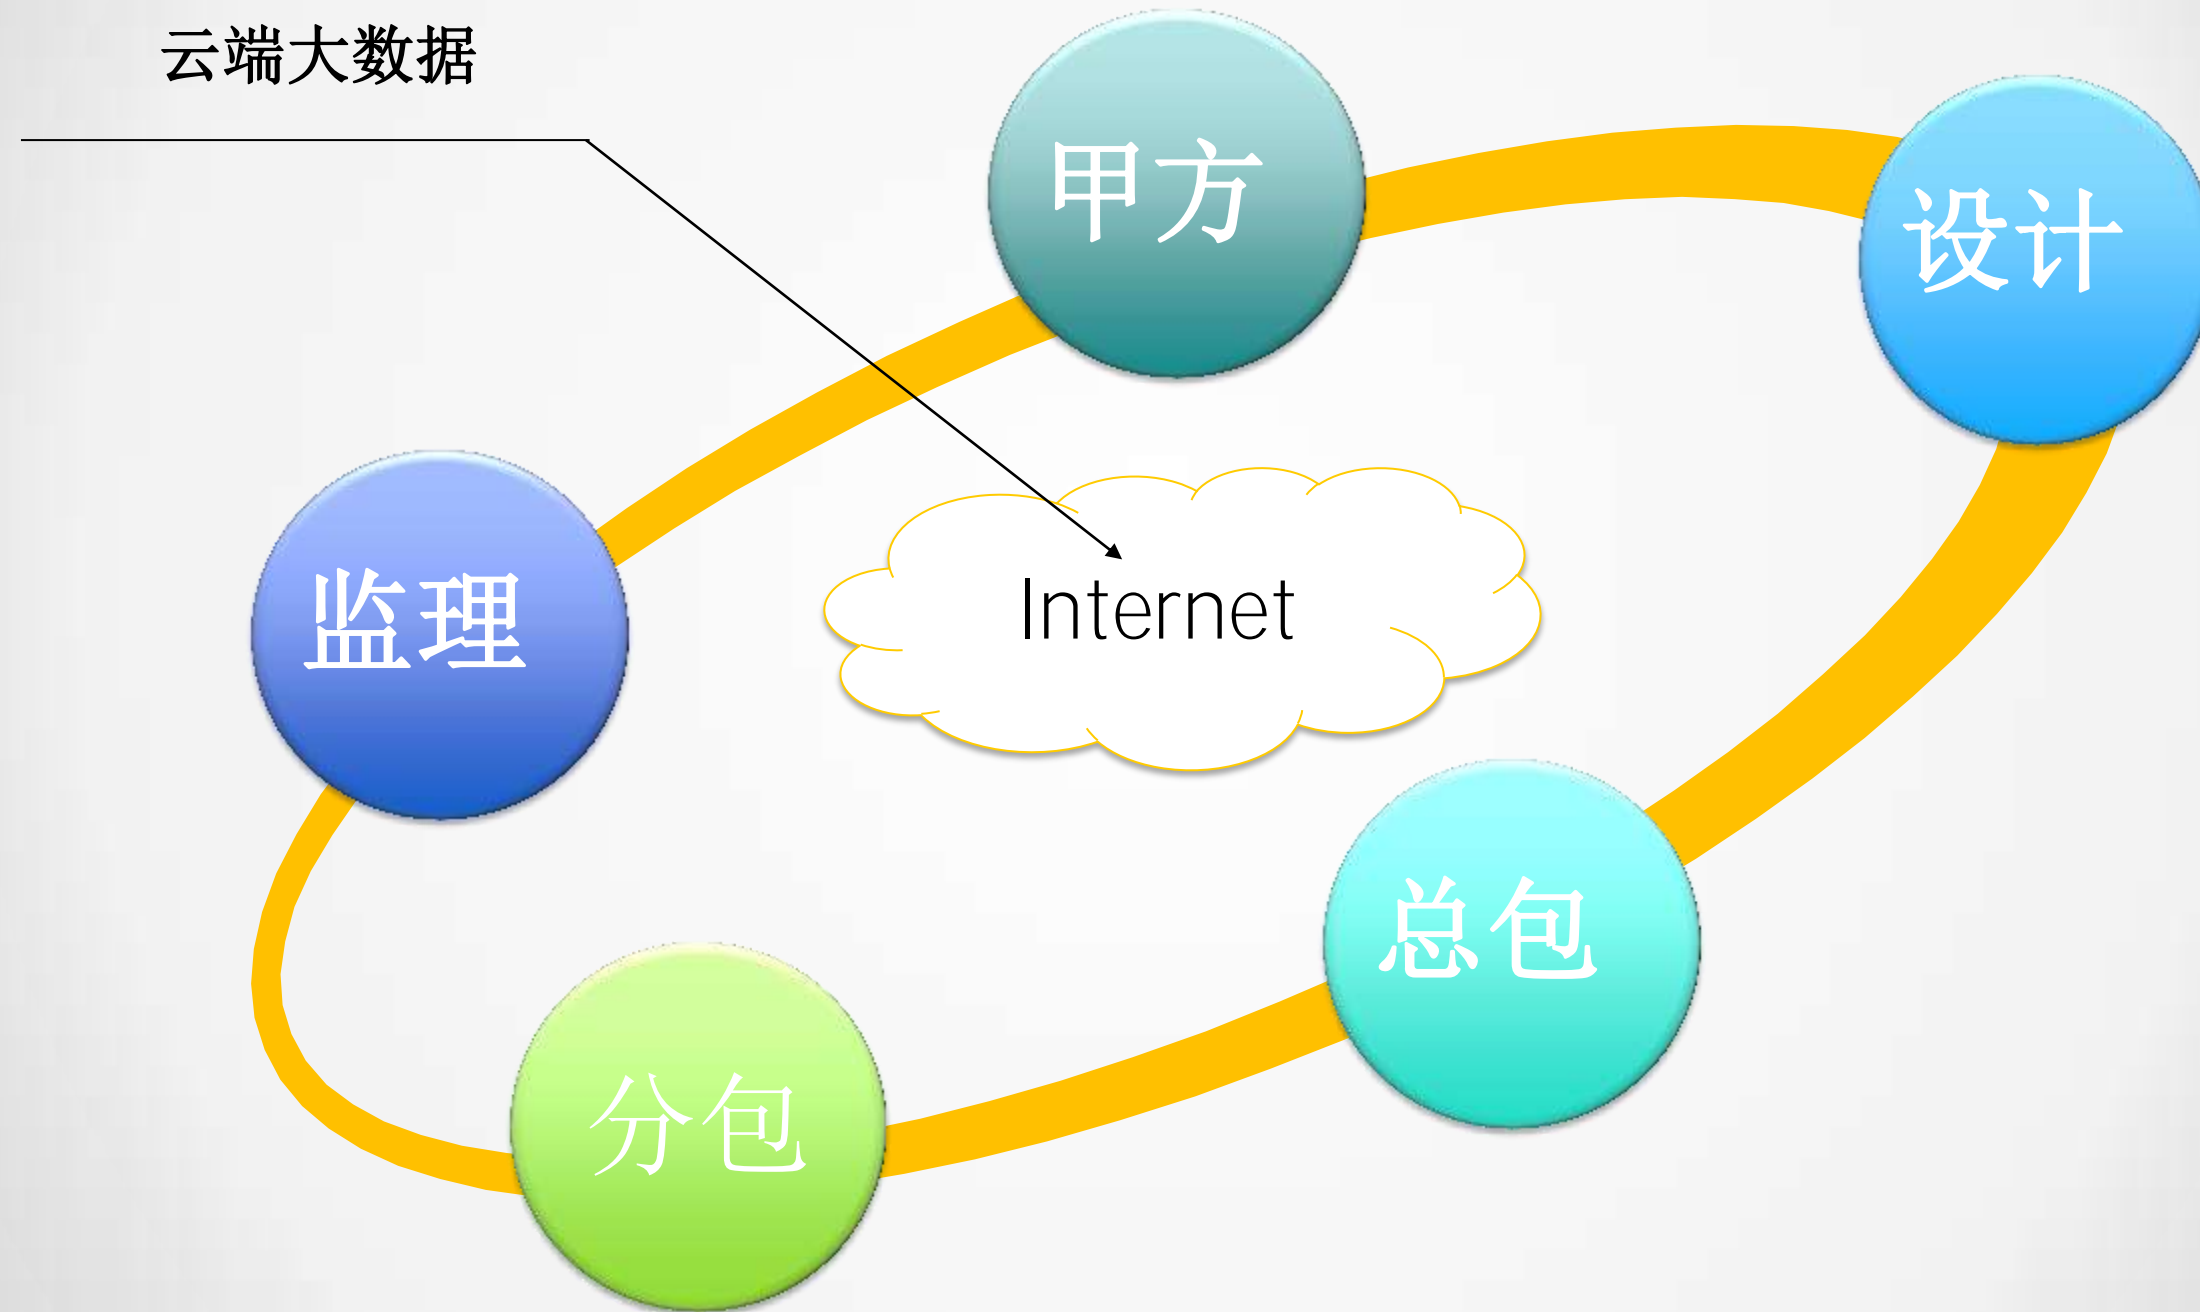 云端大数据
甲方
设计
监理
Internet
总包
分包